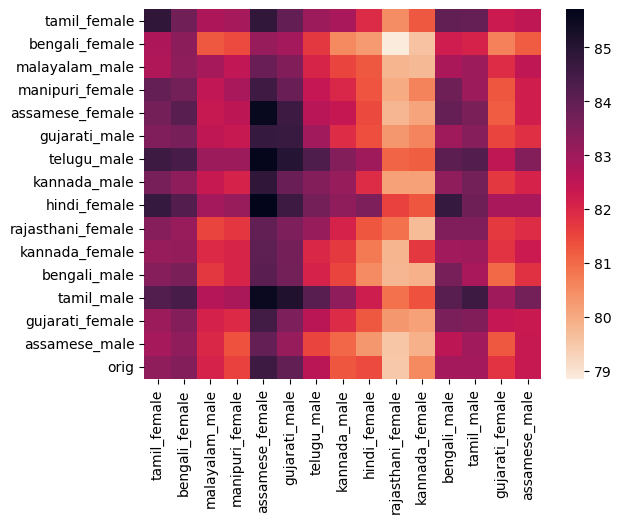 tamil_female
bengali_female
malayalam_male
manipuri_female
assamese_female
gujarati_male
telugu_male
kannada_male
hindi_female
rajasthani_female
kannada_female
bengali_male
tamil_male
gujarati_female
assamese_male
orig
tamil_female
bengali_female
malayalam_male
manipuri_female
assamese_female
gujarati_male
telugu_male
kannada_male
hindi_female
rajasthani_female
kannada_female
bengali_male
tamil_male
gujarati_female
assamese_male
85
84
83
82
81
80
79